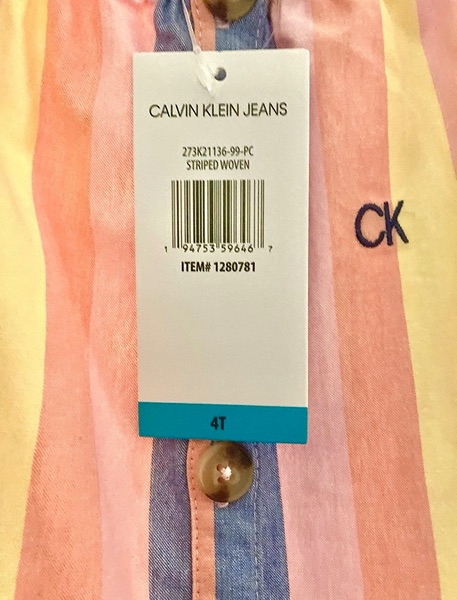 CALVIN KLEIN JEANS
273K21136-99-PC
STRIPED WOVEN
CK
1 94753 59646 7
ITEM# 1280781
4T